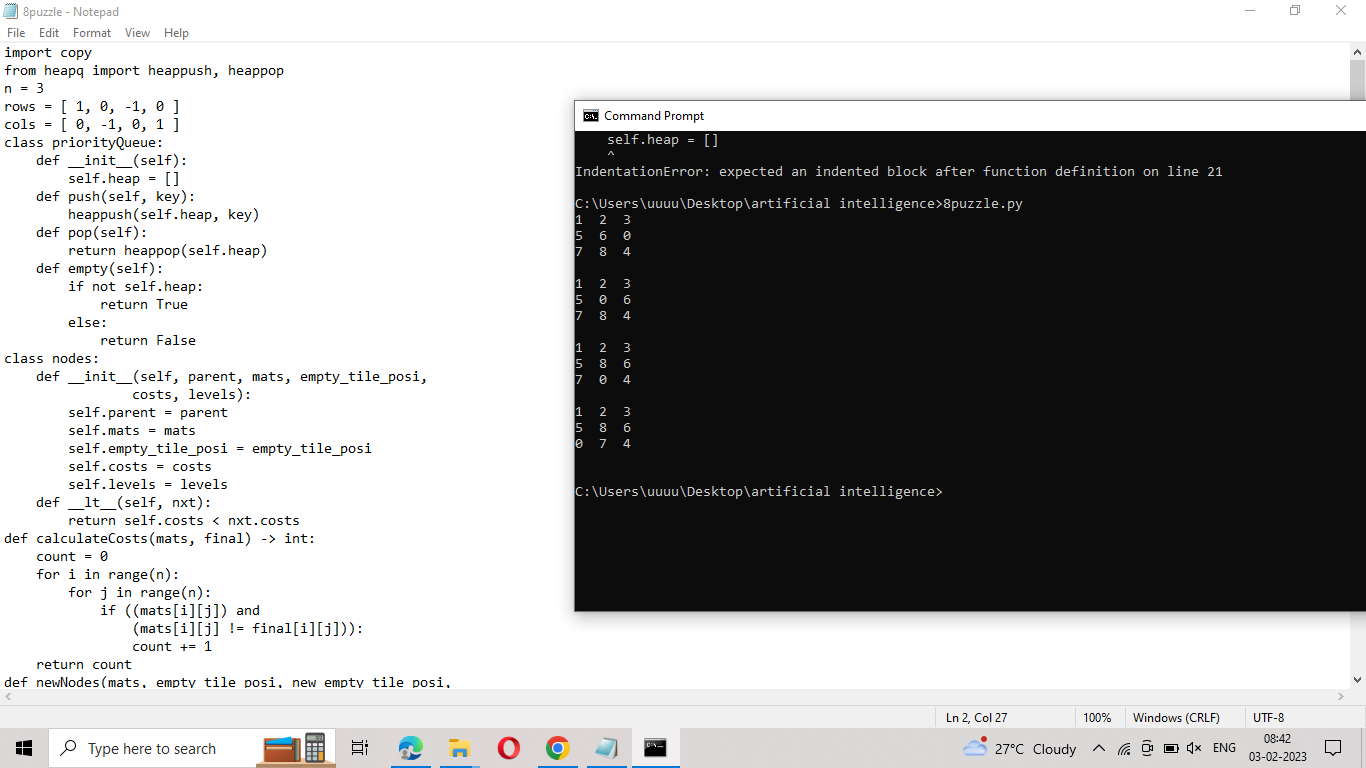 8puzzle - Notepad
File Edit Format View Help
import copy
from heapq import heappush, heappop
n = 3
rows = [ 1, 0, -1, 0 ]
cols = [ 0, -1, 0, 1 ]
class priorityQueue:
    def __init__(self):
        self.heap = []
    def push(self, key):
        heappush(self.heap, key)
    def pop(self):
        return heappop(self.heap)
    def empty(self):
        if not self.heap:
            return True
        else:
            return False
class nodes:
    def __init__(self, parent, mats, empty_tile_posi,
                costs, levels):
        self.parent = parent
        self.mats = mats
        self.empty_tile_posi = empty_tile_posi
        self.costs = costs
        self.levels = levels
    def __lt__(self, nxt):
        return self.costs < nxt.costs
def calculateCosts(mats, final) -> int:
    count = 0
    for i in range(n):
        for j in range(n):
            if ((mats[i][j]) and
                (mats[i][j] != final[i][j])):
                count += 1
    return count
def newNodes(mats, empty_tile_posi, new_empty_tile_posi,
Command Prompt
    self.heap = []
    ^
IndentationError: expected an indented block after function definition on line 21
C:\Users\uuuu\Desktop\artificial intelligence>8puzzle.py
1  2  3
5  6  0
7  8  4
1  2  3
5  0  6
7  8  4
1  2  3
5  8  6
7  0  4
1  2  3
5  8  6
0  7  4
C:\Users\uuuu\Desktop\artificial intelligence>
Ln 2, Col 27 100% Windows (CRLF) UTF-8
Type here to search
27°C Cloudy
ENG
08:42
03-02-2023